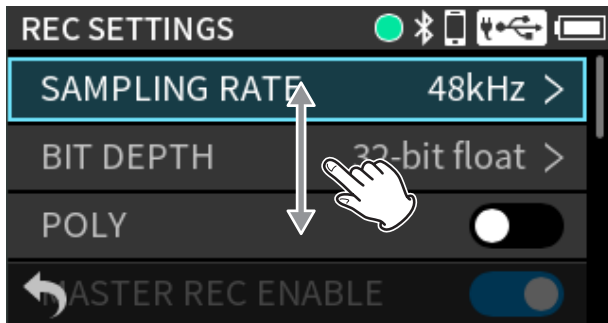 REC SETTINGS
SAMPLING RATE 48kHz >
BIT DEPTH 32-bit float >
POLY
MASTER REC ENABLE